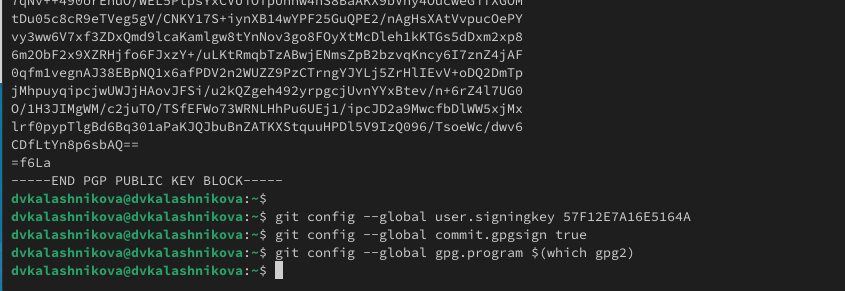 tDu05c8cR9eTVeg5gV/CNKY17S+iynXB14wYPF25GuQPE2/nAgHsXAtVvpucOePY
vy3ww6V7xf3ZDxQmd9lcaKamlgw8tYnNov3go8FOyXtMcDleh1kKTGs5dDxm2xp8
6m2ObF2x9XZRHjfo6FJxzY+/uLKtRmqbTzABwjENmsZpB2bzvqKncy6I7znZ4jAF
0qfm1vegnAJ38EBpNQ1x6afPDV2n2WUZZ9PzCTrngYJYLj5ZrHlIEvV+oDQ2DmTp
jMhpuyqipcjwUWJjHAovJFSi/u2kQZgeh492yrpgcjUvnYYxBtev/n+6rZ4l7UG0
O/1H3JIMgWM/c2juTO/TSfEFWo73WRNLHhPu6UEj1/ipcJD2a9MwcfbDlWW5xjMx
lrf0pypTlgBd6Bq301aPaKJQJbuBnZATKXStquuHPDl5V9IzQ096/TsoeWc/dwv6
CDfLtYn8p6sbAQ==
=f6La
-----END PGP PUBLIC KEY BLOCK-----
dvkalashnikova@dvkalashnikova:~$
dvkalashnikova@dvkalashnikova:~$ git config --global user.signingkey 57F12E7A16E5164A
dvkalashnikova@dvkalashnikova:~$ git config --global commit.gpgsign true
dvkalashnikova@dvkalashnikova:~$ git config --global gpg.program $(which gpg2)
dvkalashnikova@dvkalashnikova:~$